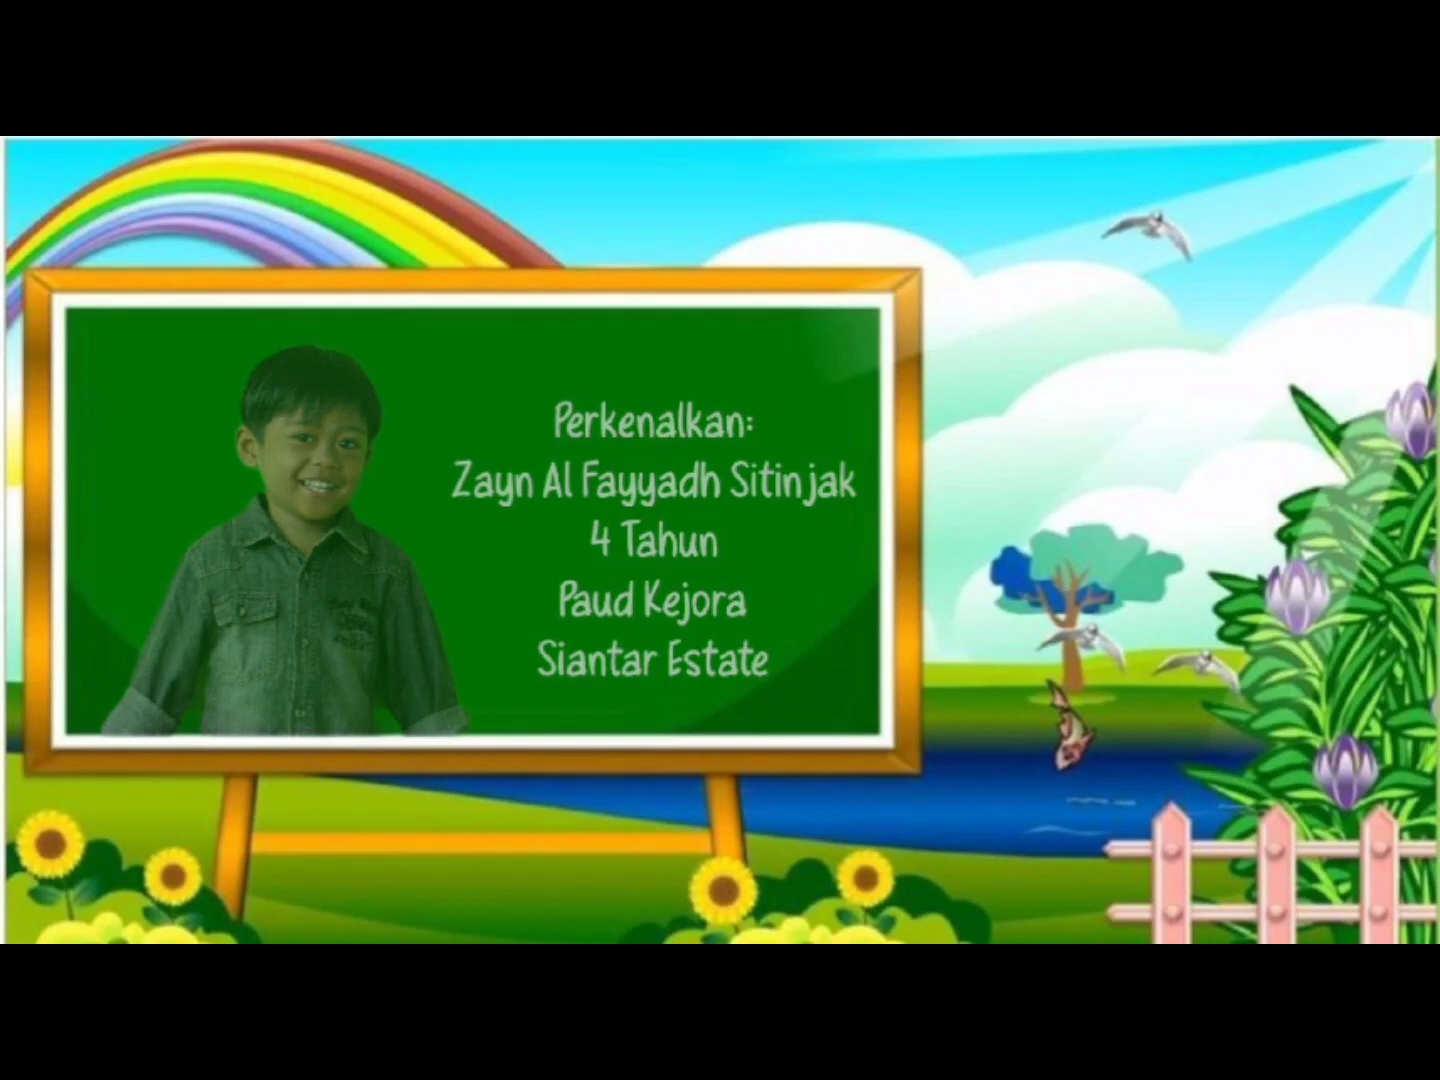 Perkenalkan:
Zayn Al Fayyadh Sitinjak
4 Tahun
Paud Kejora
Siantar Estate